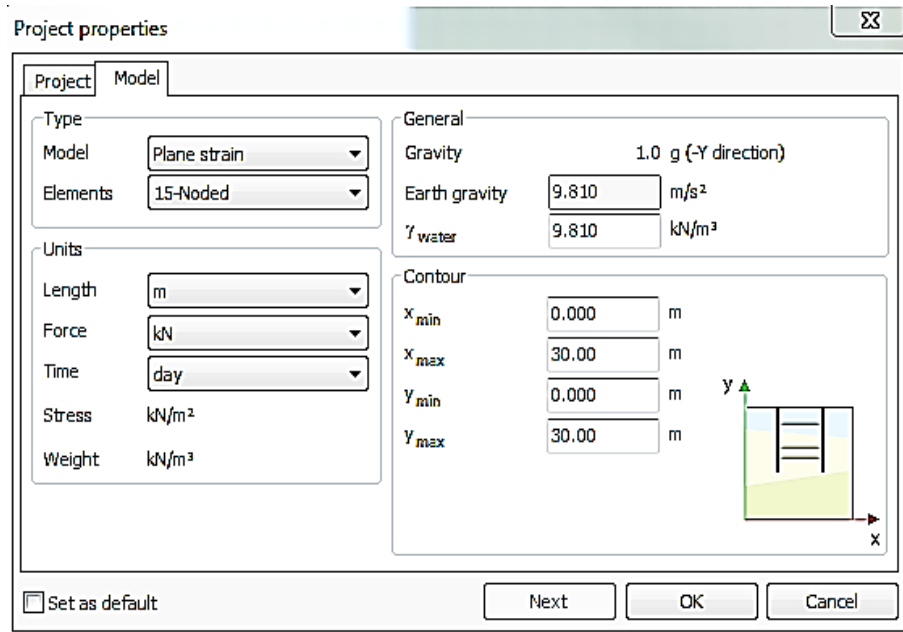 Project properties
Project Model
Type
Model Plane strain
Elements 15-Noded
Units
Length m
Force kN
Time day
Stress kN/m²
Weight kN/m³
General
Gravity 1.0 g (-Y direction)
Earth gravity 9.810 m/s²
γ water 9.810 kN/m³
Contour
x min 0.000 m
x max 30.00 m
y min 0.000 m
y max 30.00 m
y
x
Set as default Next OK Cancel